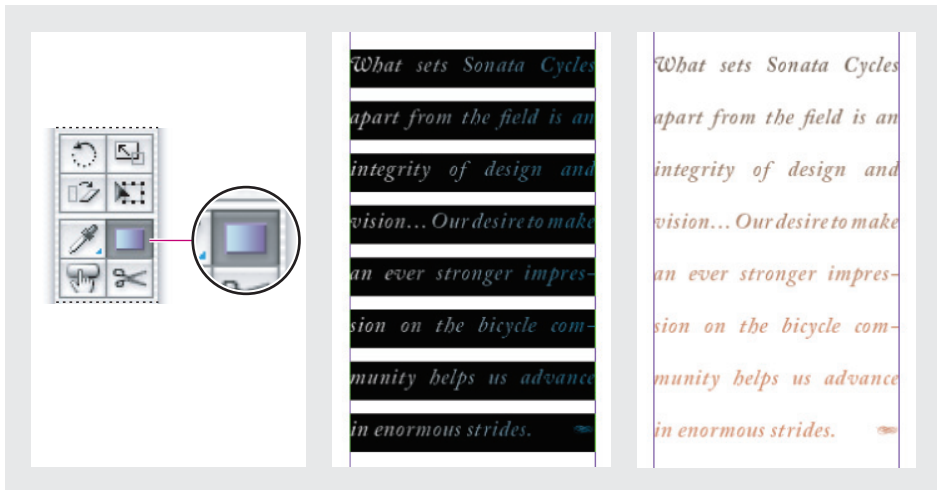 What sets Sonata Cycles
apart from the field is an
integrity of design and
vision... Our desire to make
an ever stronger impres-
sion on the bicycle com-
munity helps us advance
in enormous strides.
What sets Sonata Cycles
apart from the field is an
integrity of design and
vision... Our desire to make
an ever stronger impres-
sion on the bicycle com-
munity helps us advance
in enormous strides.